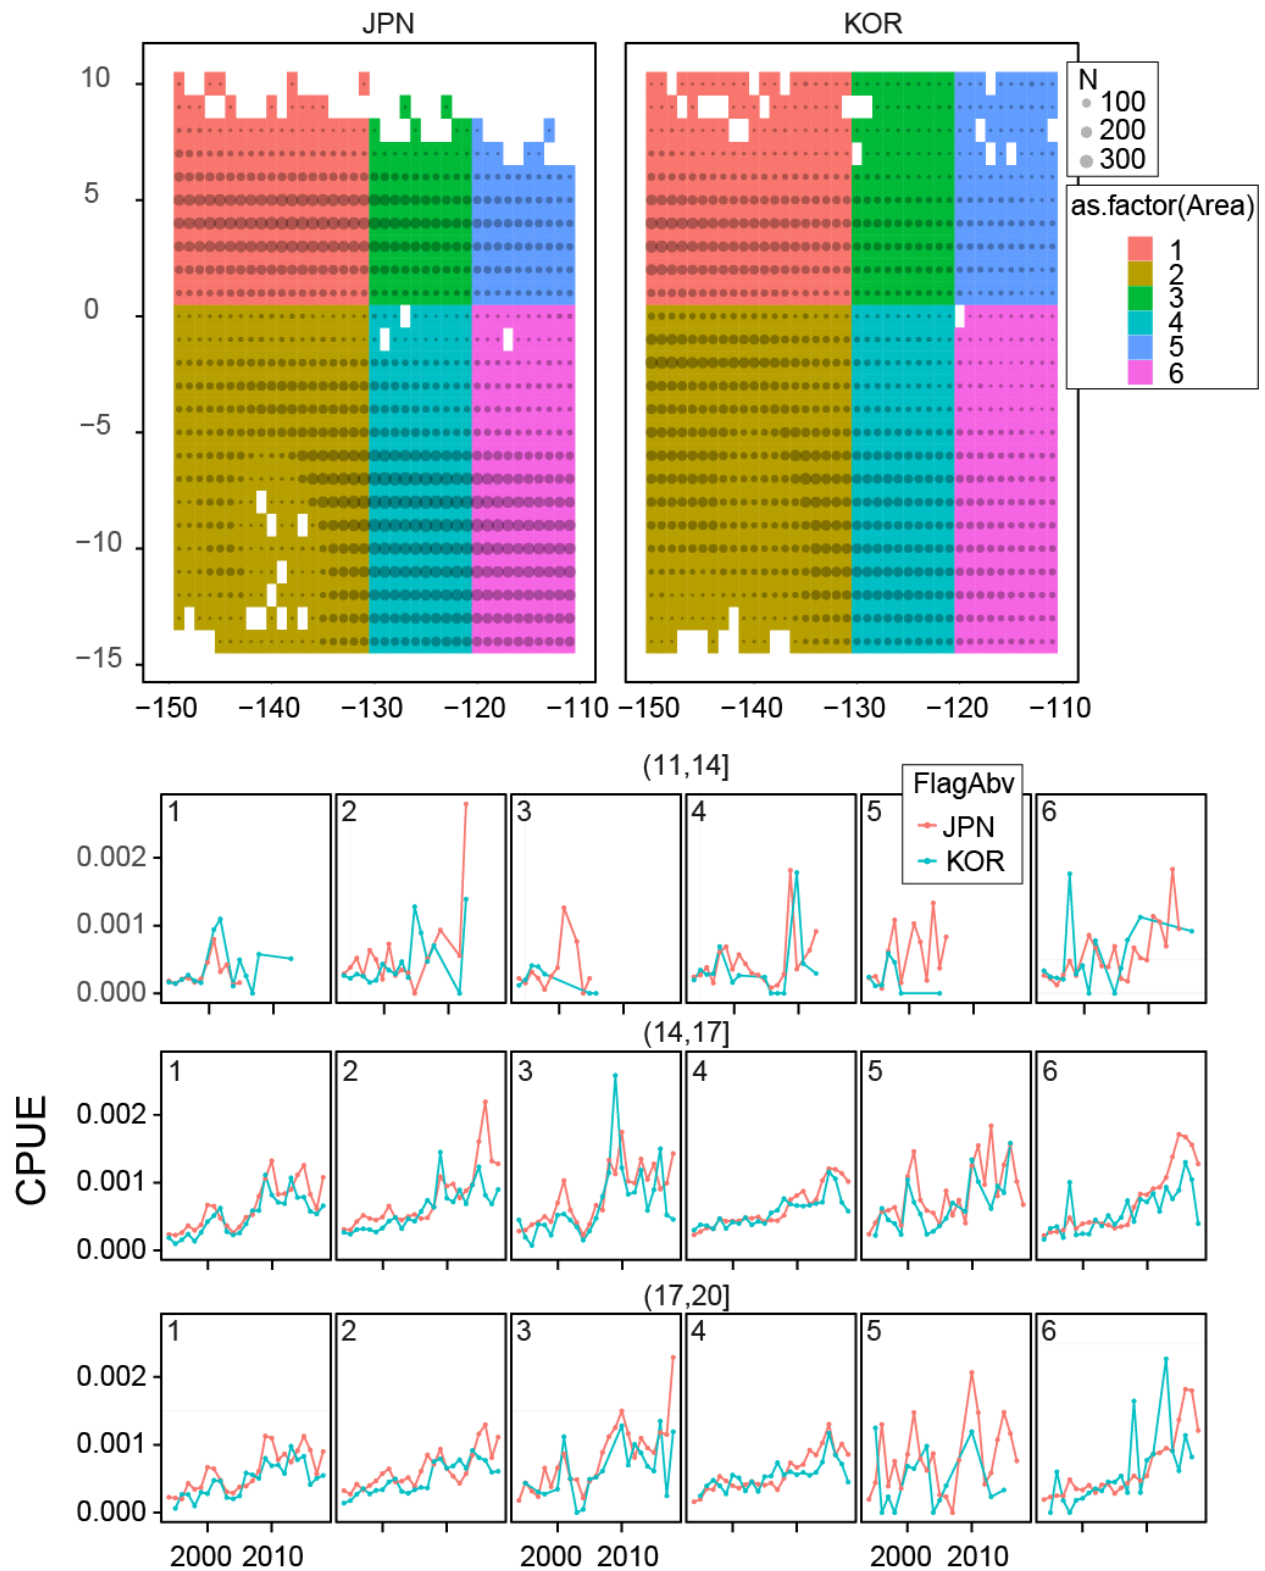 JPN KOR
10
5
0
−5
−10
−15
−150 −140 −130 −120 −110 −150 −140 −130 −120 −110
N
100
200
300
as.factor(Area)
1
2
3
4
5
6
(11,14]
FlagAbv
JPN
KOR
1 2 3 4 5 6
0.002
0.001
0.000
(14,17]
1 2 3 4 5 6
0.002
0.001
0.000
CPUE
(17,20]
1 2 3 4 5 6
0.002
0.001
0.000
2000 2010 2000 2010 2000 2010